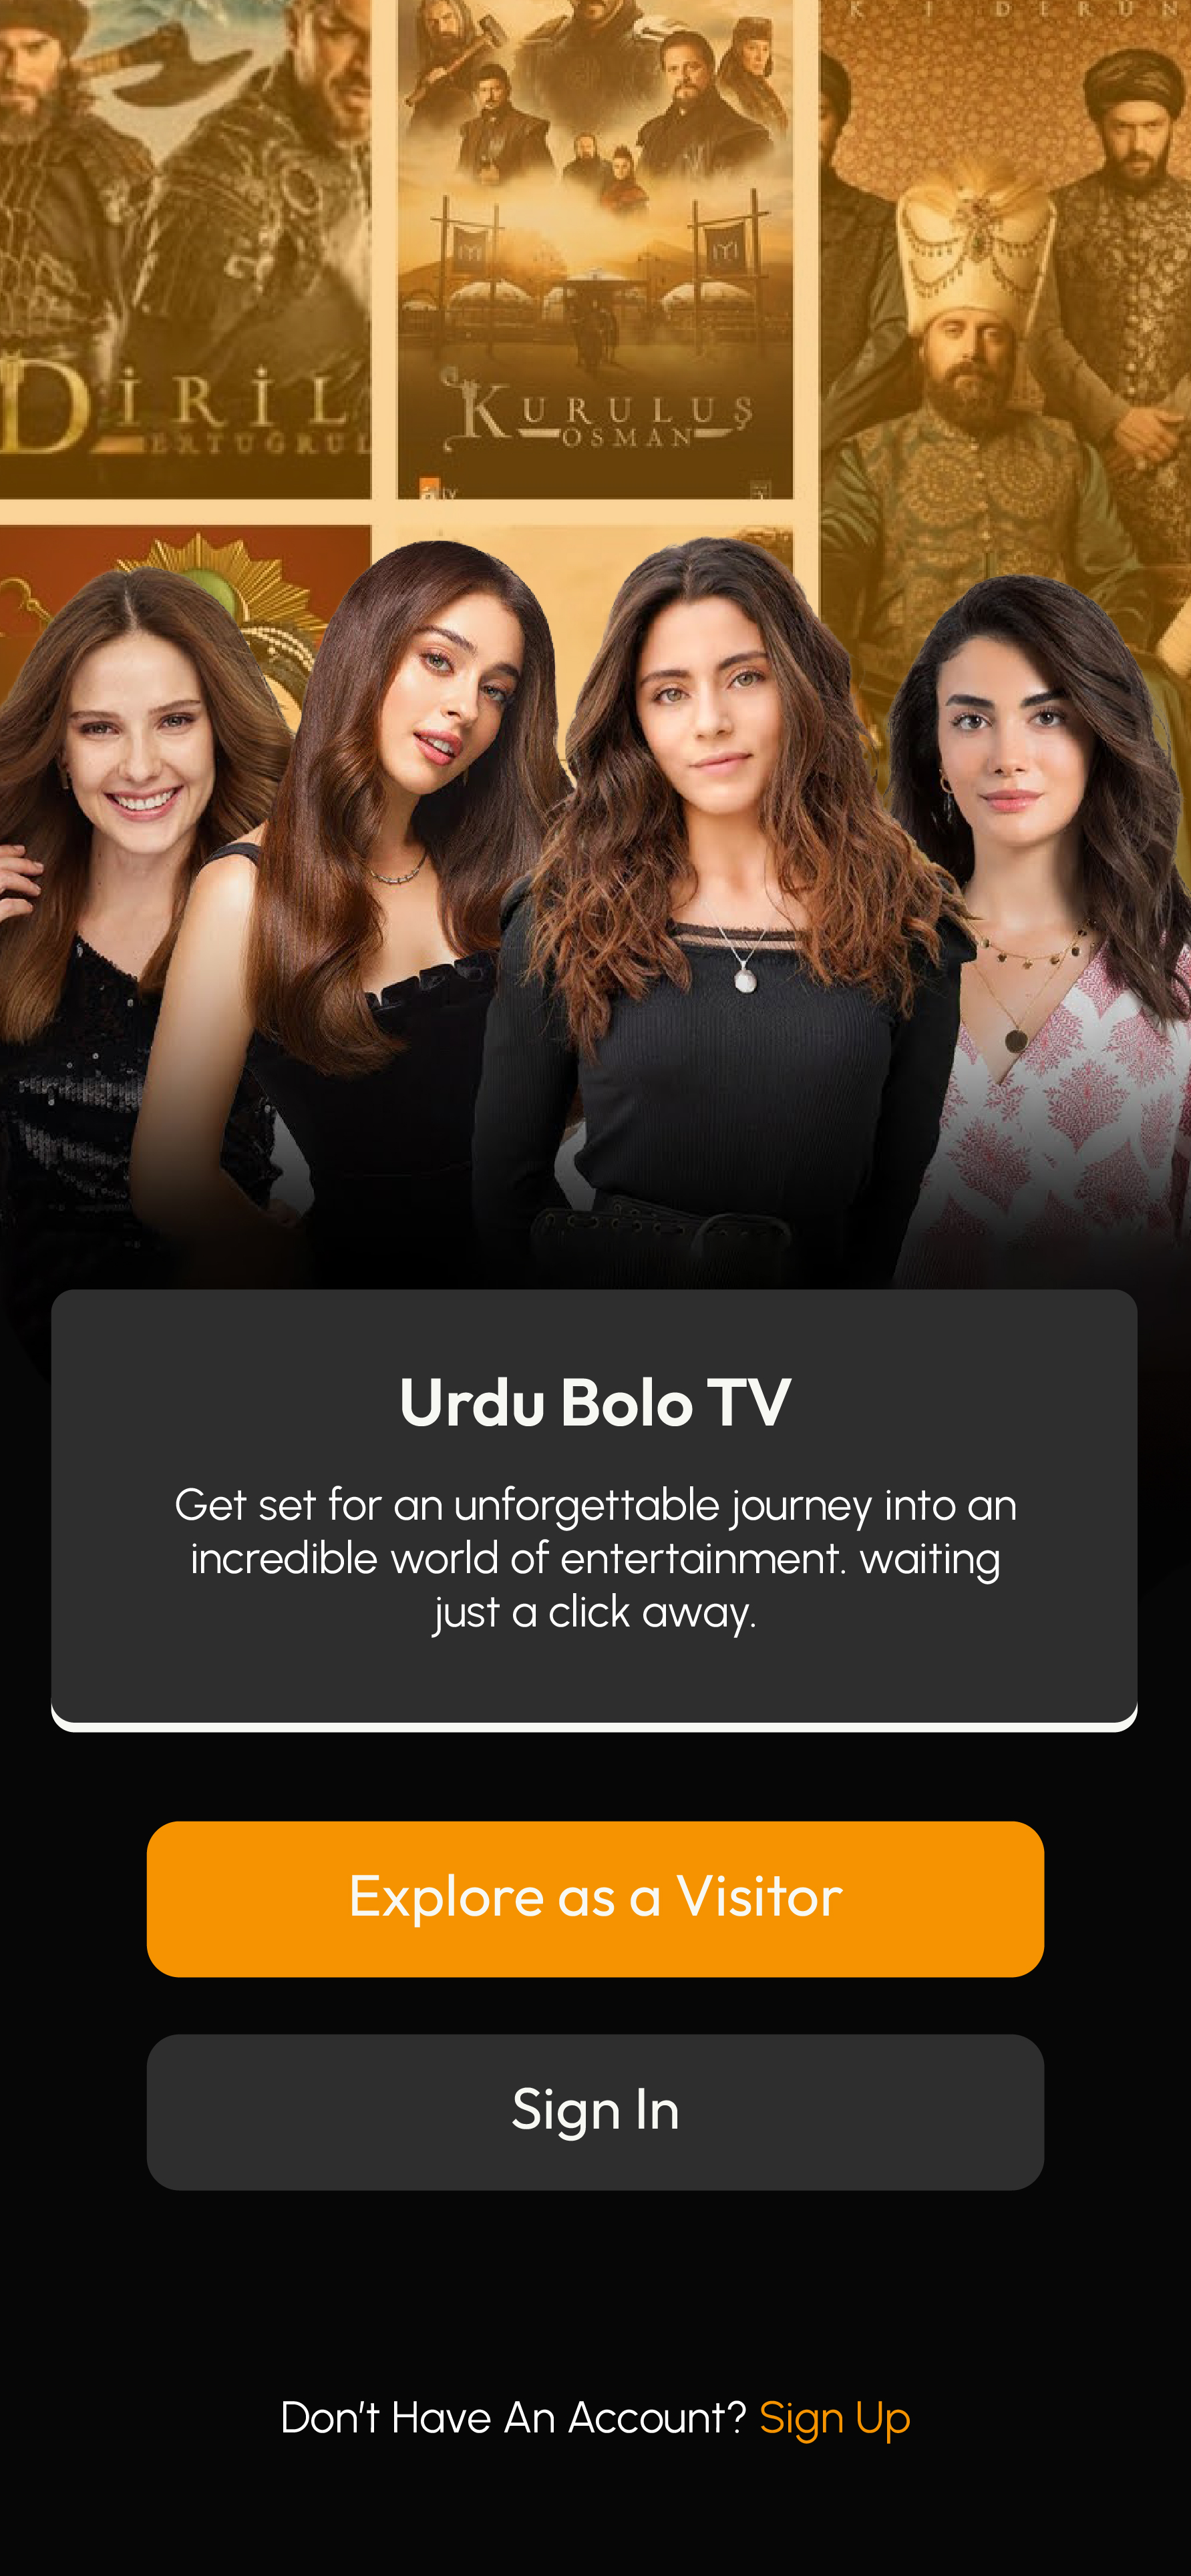 K I DERUN
DİRİL
ERTUĞRUL
KURULUŞ
OSMAN
Urdu Bolo TV
Get set for an unforgettable journey into an
incredible world of entertainment. waiting
just a click away.
Explore as a Visitor
Sign In
Don't Have An Account? Sign Up